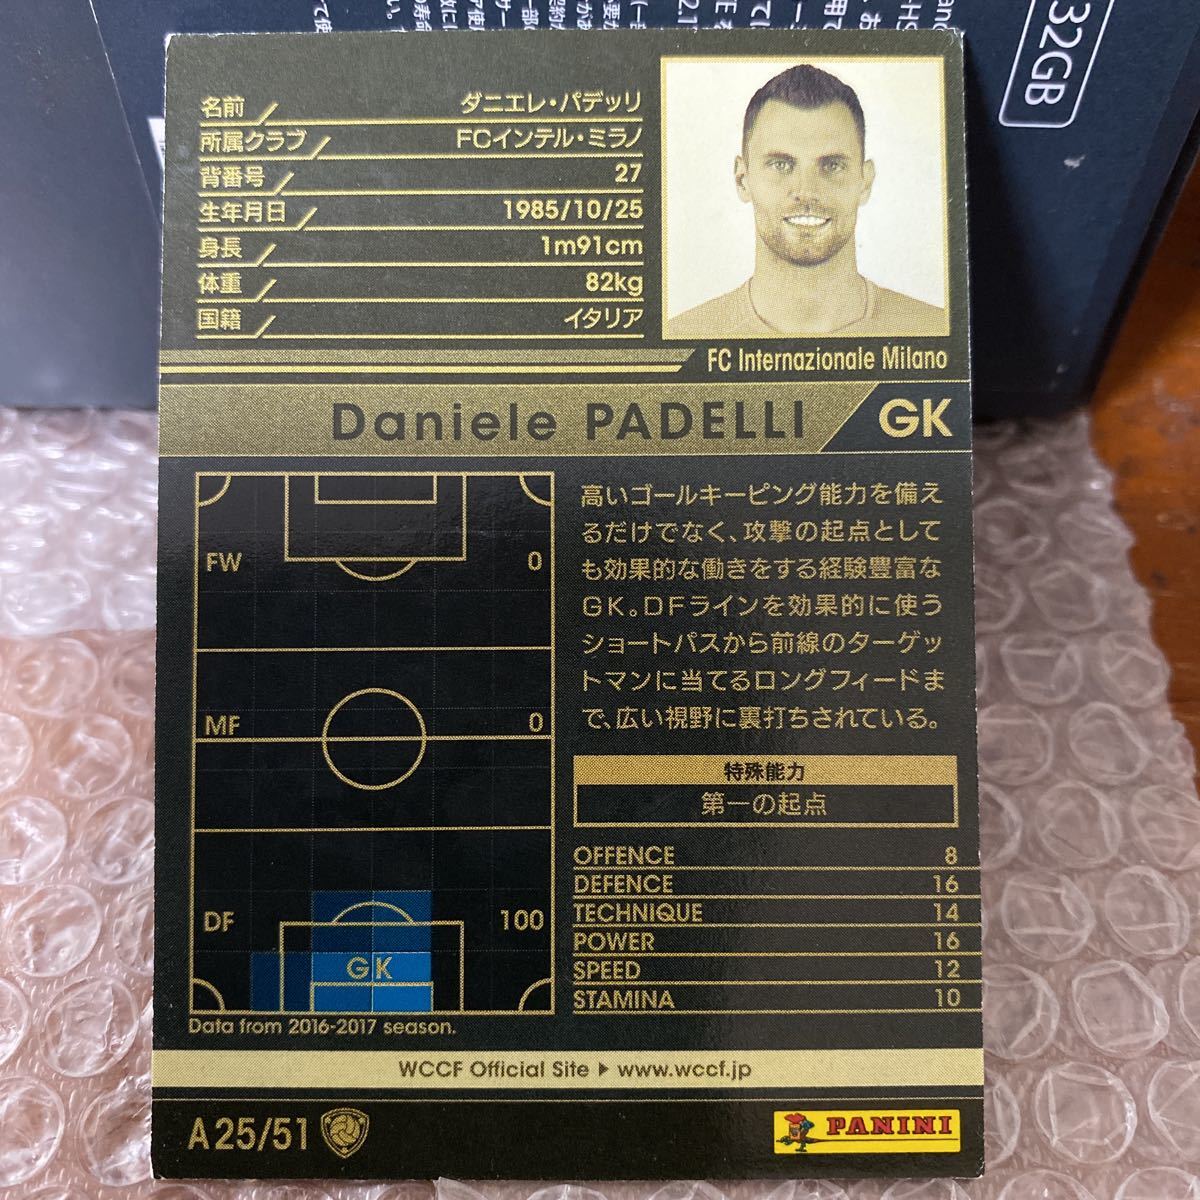 32GB
名前 ダニエレ・パデッリ
所属クラブ FCインテル・ミラノ
背番号 27
生年月日 1985/10/25
身長 1m91cm
体重 82kg
国籍 イタリア
FC Internazionale Milano
Daniele PADELLI GK
FW 0
MF 0
DF 100
GK
Data from 2016-2017 season.
高いゴールキーピング能力を備え
るだけでなく、攻撃の起点として
も効果的な働きをする経験豊富な
GK。DFラインを効果的に使う
ショートパスから前線のターゲッ
トマンに当てるロングフィードま
で、広い視野に裏打ちされている。
特殊能力
第一の起点
OFFENCE 8
DEFENCE 16
TECHNIQUE 14
POWER 16
SPEED 12
STAMINA 10
WCCF Official Site ▶ www.wccf.jp
A25/51
PANINI